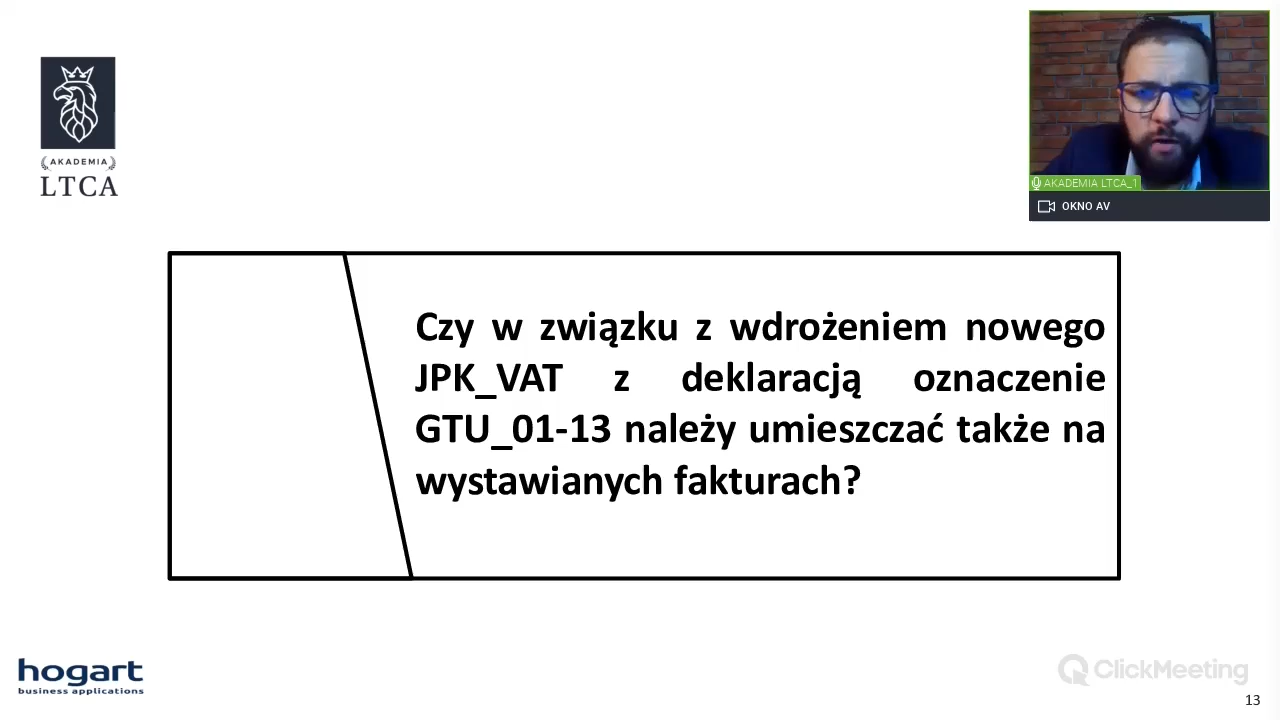 AKADEMIA
LTCA
AKADEMIA LTCA_1
OKNO AV
Czy w związku z wdrożeniem nowego
JPK_VAT z deklaracją oznaczenie
GTU_01-13 należy umieszczać także na
wystawianych fakturach?
hogart
business applications
ClickMeeting
13